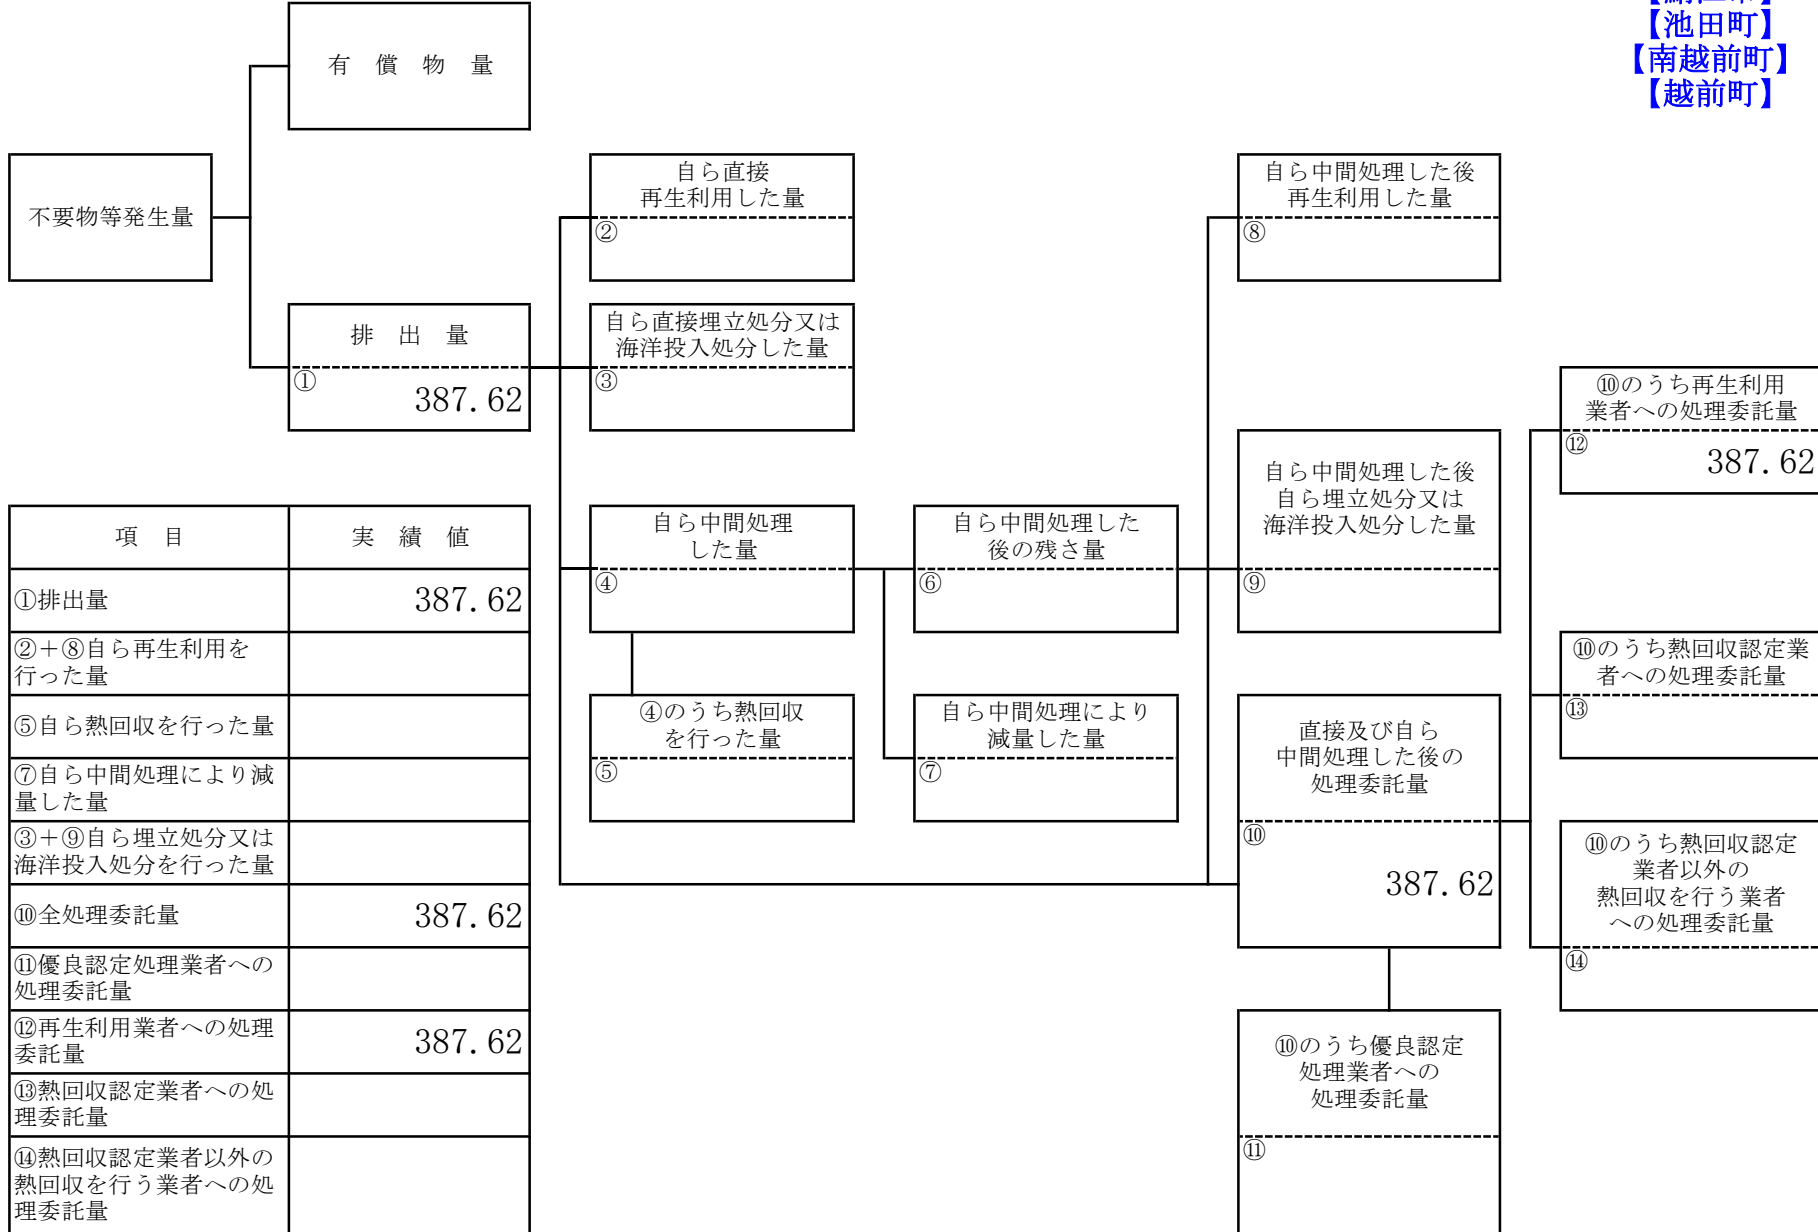 【池田町】
【南越前町】
【越前町】
有　償　物　量
不要物等発生量
排　出　量
①
387.62
自ら直接
再生利用した量
②
自ら直接埋立処分又は
海洋投入処分した量
③
自ら中間処理
した量
④
④のうち熱回収
を行った量
⑤
自ら中間処理した
後の残さ量
⑥
自ら中間処理により
減量した量
⑦
自ら中間処理した後
再生利用した量
⑧
自ら中間処理した後
自ら埋立処分又は
海洋投入処分した量
⑨
直接及び自ら
中間処理した後の
処理委託量
⑩
387.62
⑩のうち優良認定
処理業者への
処理委託量
⑪
⑩のうち再生利用
業者への処理委託量
⑫
387.62
⑩のうち熱回収認定業
者への処理委託量
⑬
⑩のうち熱回収認定
業者以外の
熱回収を行う業者
への処理委託量
⑭
項　目
実　績　値
①排出量
387.62
②＋⑧自ら再生利用を
行った量
⑤自ら熱回収を行った量
⑦自ら中間処理により減
量した量
③＋⑨自ら埋立処分又は
海洋投入処分を行った量
⑩全処理委託量
387.62
⑪優良認定処理業者への
処理委託量
⑫再生利用業者への処理
委託量
387.62
⑬熱回収認定業者への処
理委託量
⑭熱回収認定業者以外の
熱回収を行う業者への処
理委託量